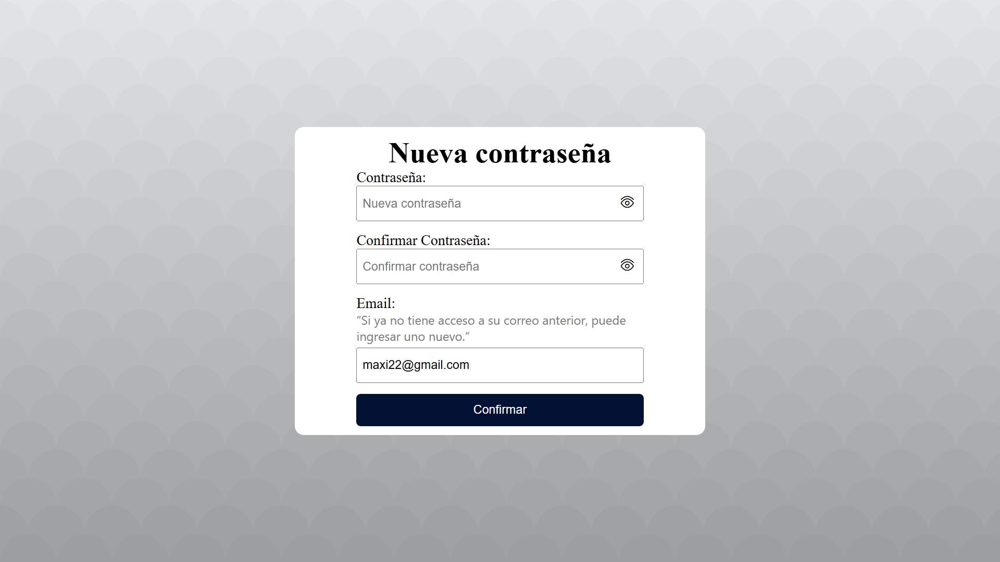 Nueva contraseña
Contraseña:
Nueva contraseña
Confirmar Contraseña:
Confirmar contraseña
Email:
“Si ya no tiene acceso a su correo anterior, puede
ingresar uno nuevo.”
maxi22@gmail.com
Confirmar